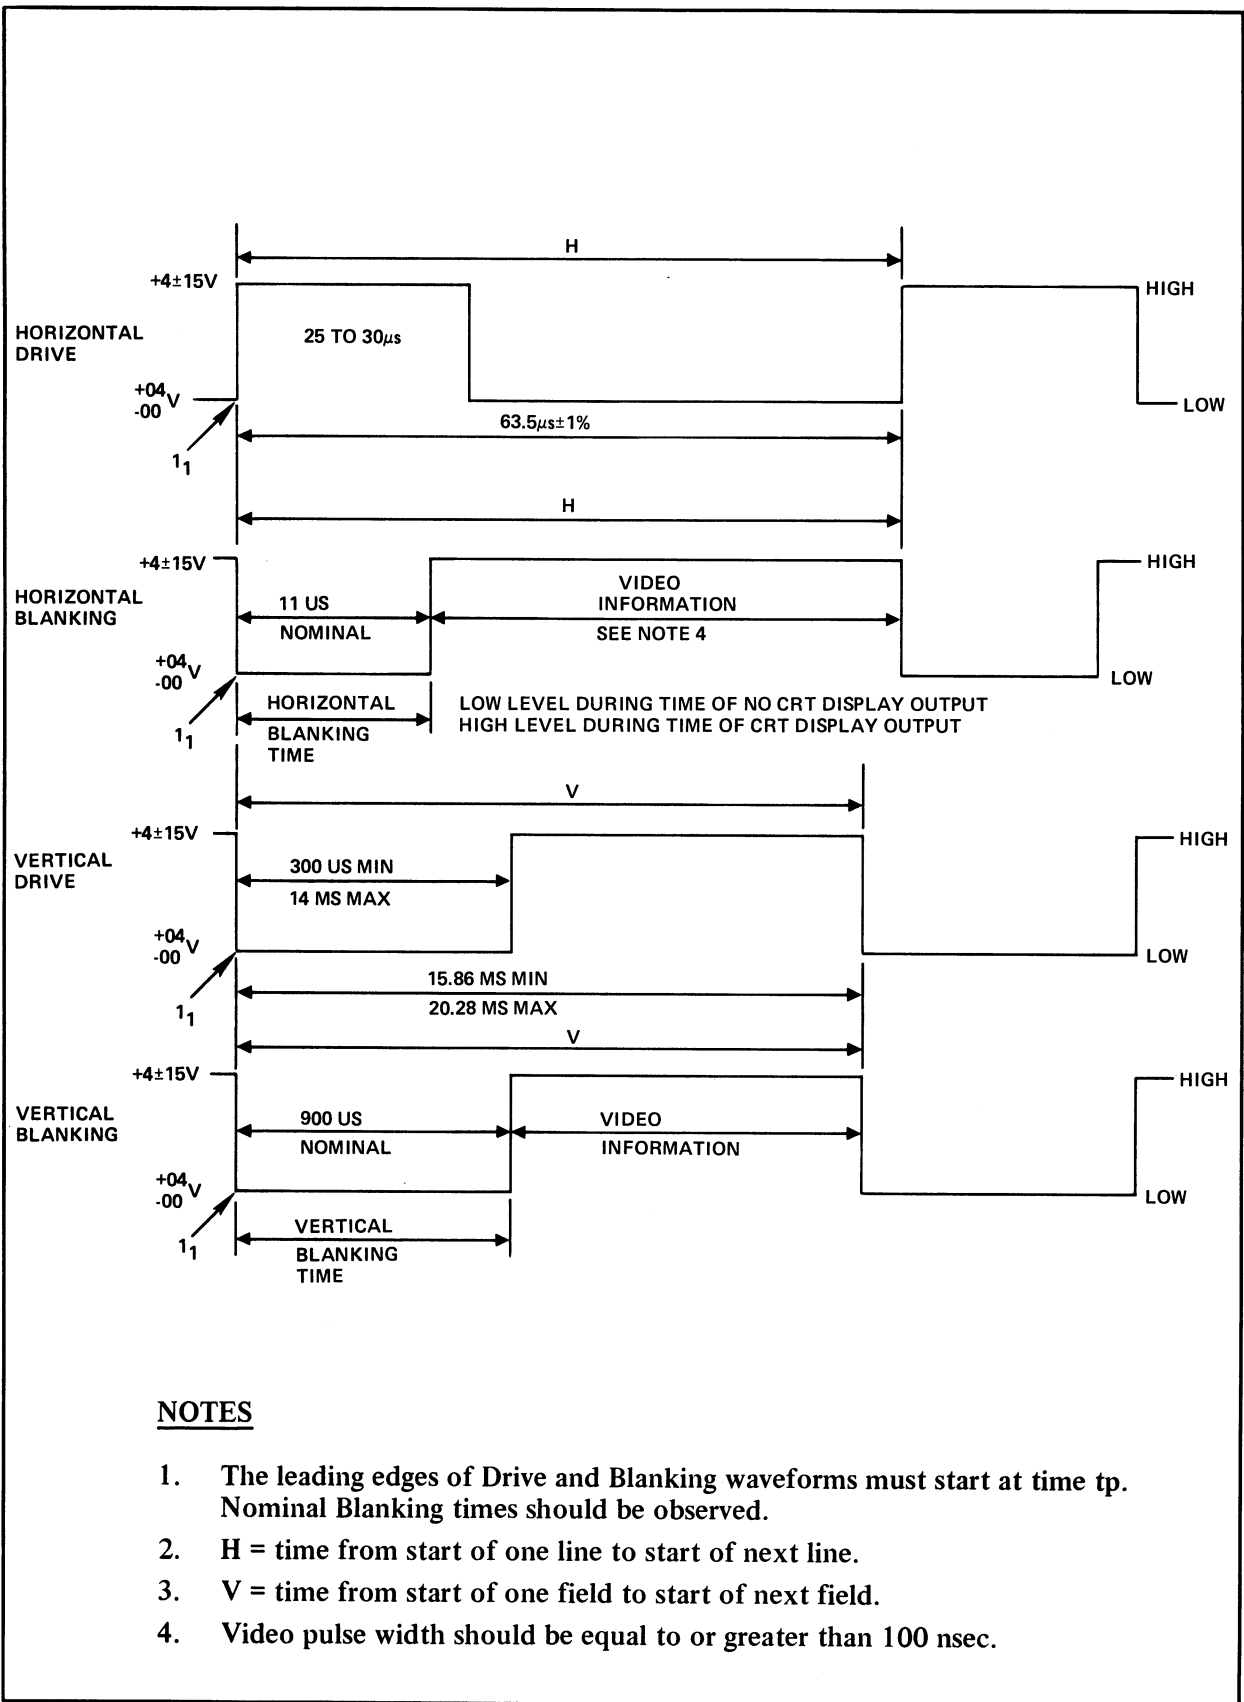 H
+4±15V
HIGH
HORIZONTAL
DRIVE
25 TO 30μs
+04
-00 V
LOW
63.5μs±1%
1₁
H
+4±15V
HIGH
HORIZONTAL
BLANKING
11 US
NOMINAL
VIDEO
INFORMATION
SEE NOTE 4
+04
-00 V
LOW
1₁
HORIZONTAL
BLANKING
TIME
LOW LEVEL DURING TIME OF NO CRT DISPLAY OUTPUT
HIGH LEVEL DURING TIME OF CRT DISPLAY OUTPUT
V
+4±15V
HIGH
VERTICAL
DRIVE
300 US MIN
14 MS MAX
+04
-00 V
LOW
1₁
15.86 MS MIN
20.28 MS MAX
V
+4±15V
HIGH
VERTICAL
BLANKING
900 US
NOMINAL
VIDEO
INFORMATION
+04
-00 V
LOW
1₁
VERTICAL
BLANKING
TIME
NOTES
1. The leading edges of Drive and Blanking waveforms must start at time tp.
Nominal Blanking times should be observed.
2. H = time from start of one line to start of next line.
3. V = time from start of one field to start of next field.
4. Video pulse width should be equal to or greater than 100 nsec.